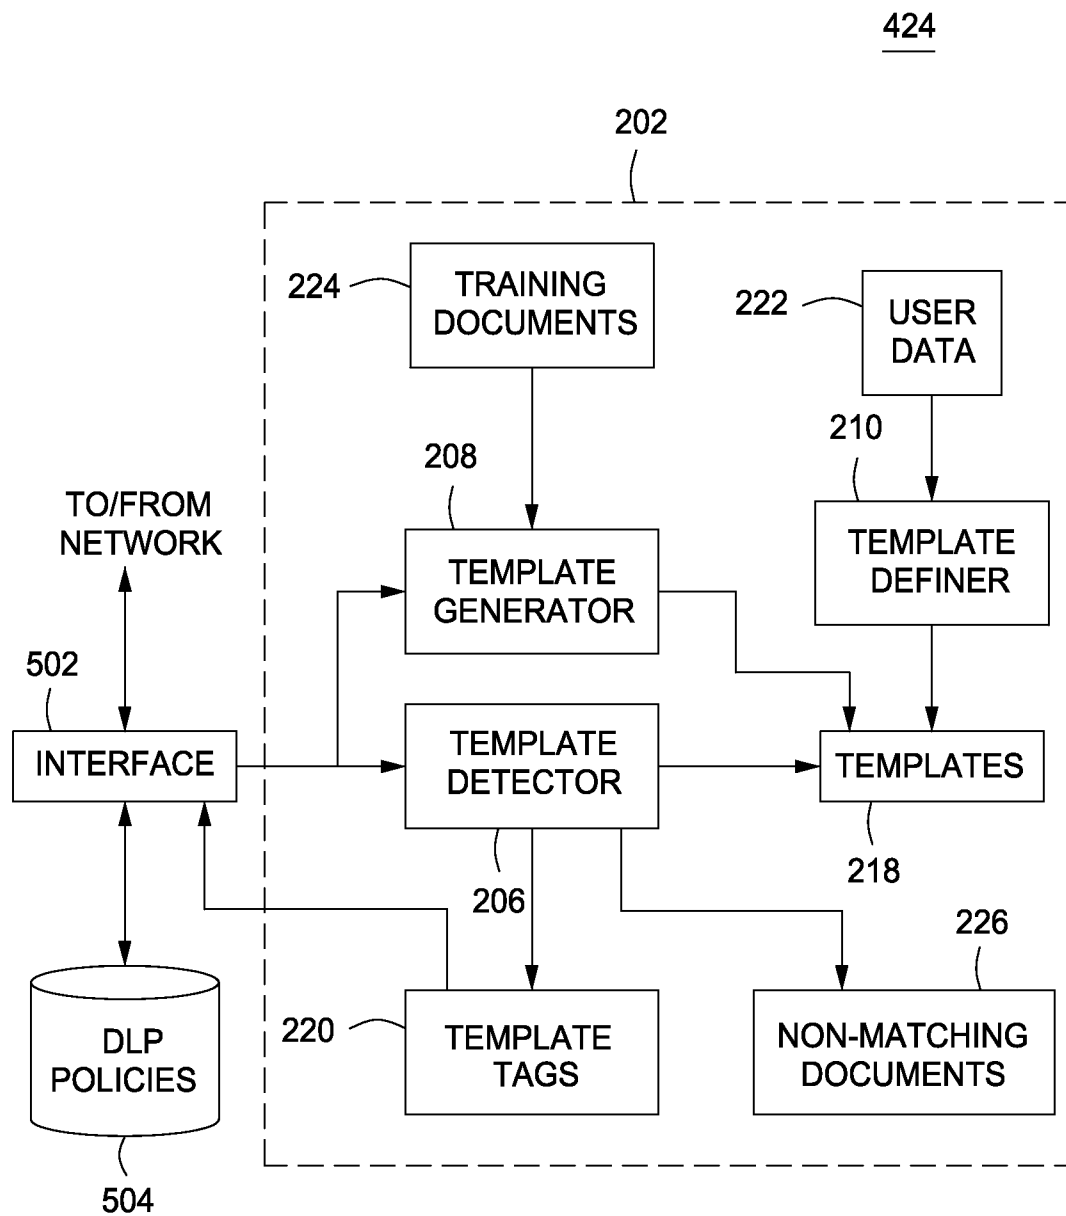 424
202
224
TRAINING
DOCUMENTS
222
USER
DATA
210
208
TO/FROM
NETWORK
TEMPLATE
GENERATOR
TEMPLATE
DEFINER
502
INTERFACE
TEMPLATE
DETECTOR
TEMPLATES
218
206
226
220
TEMPLATE
TAGS
NON-MATCHING
DOCUMENTS
DLP
POLICIES
504